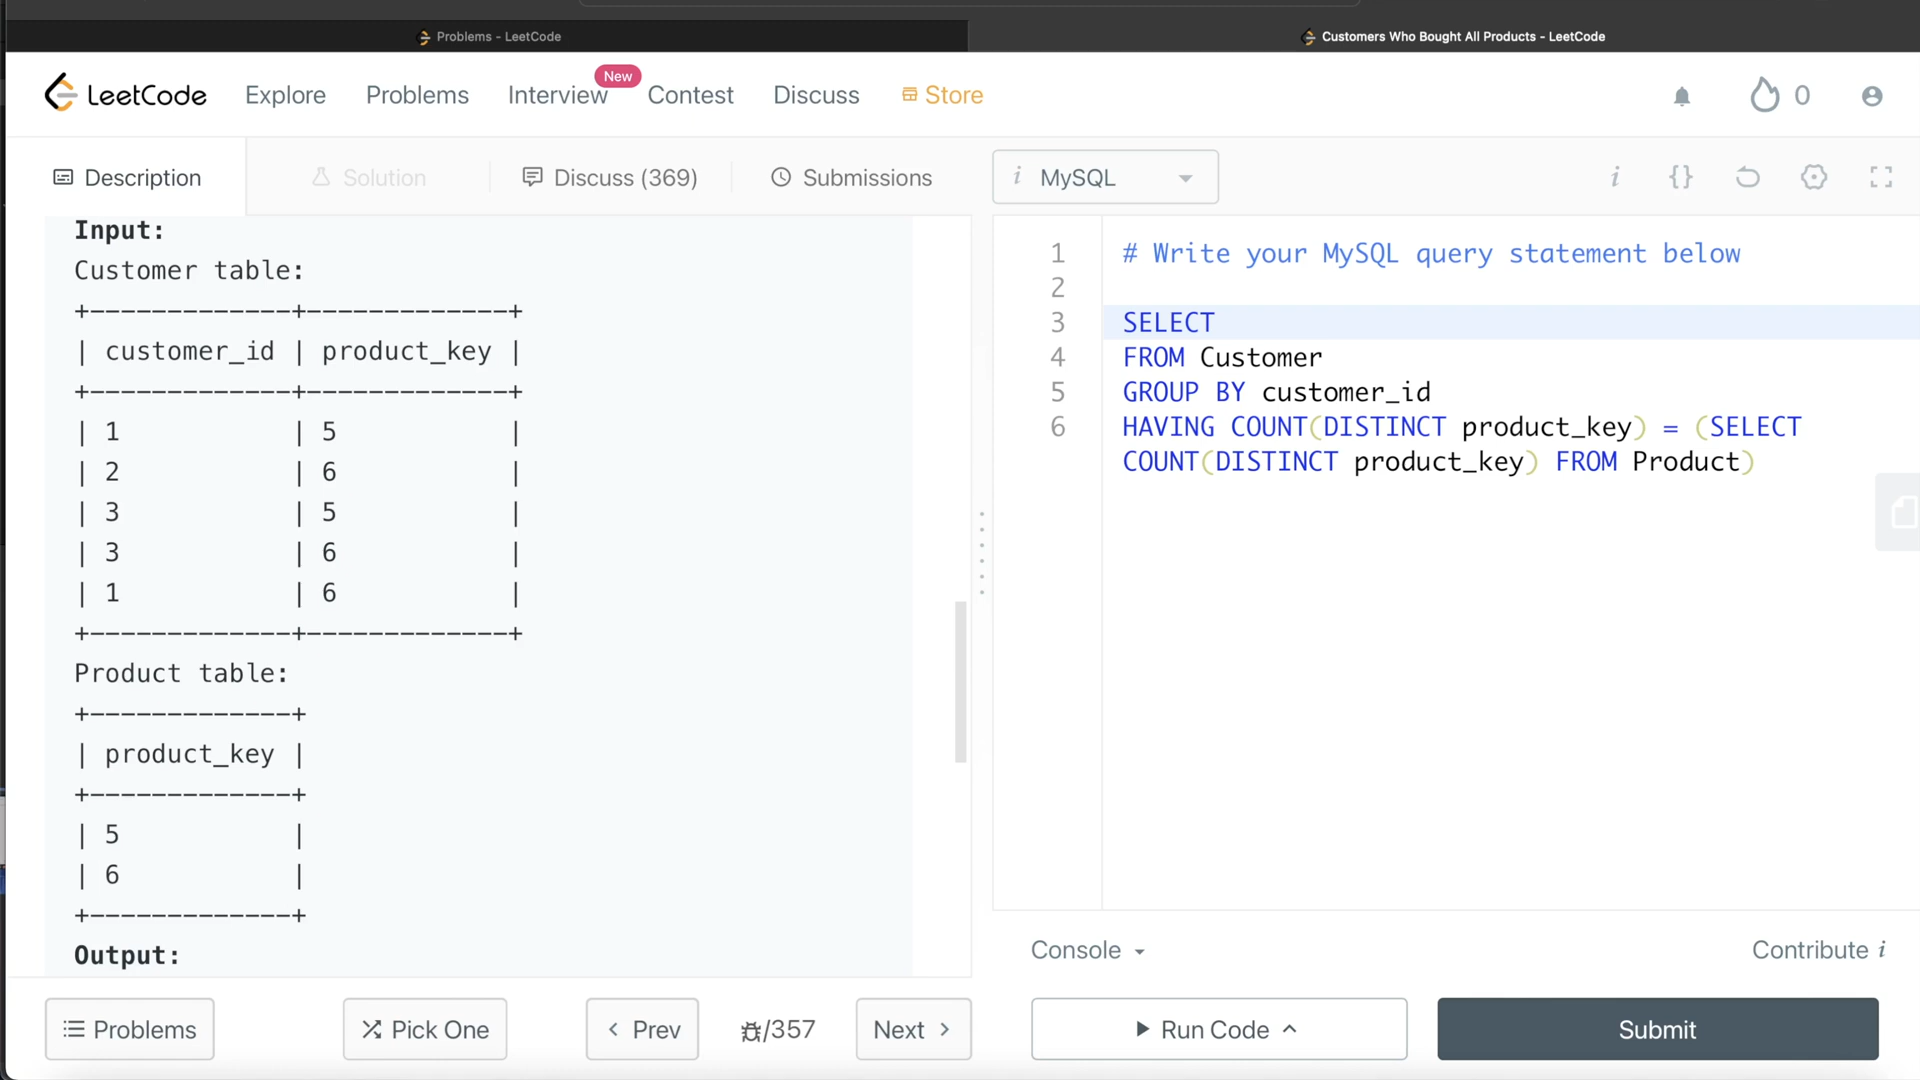 Problems - LeetCode
Customers Who Bought All Products - LeetCode
LeetCode Explore Problems Interview New Contest Discuss Store 0
Description Solution Discuss (369) Submissions
i MySQL i {}
Input:
Customer table:
+-------------+-------------+
| customer_id | product_key |
+-------------+-------------+
| 1           | 5           |
| 2           | 6           |
| 3           | 5           |
| 3           | 6           |
| 1           | 6           |
+-------------+-------------+
Product table:
+-------------+
| product_key |
+-------------+
| 5           |
| 6           |
+-------------+
Output:
1 # Write your MySQL query statement below
2
3 SELECT
4 FROM Customer
5 GROUP BY customer_id
6 HAVING COUNT(DISTINCT product_key) = (SELECT
COUNT(DISTINCT product_key) FROM Product)
Console Contribute i
Problems Pick One Prev /357 Next Run Code Submit